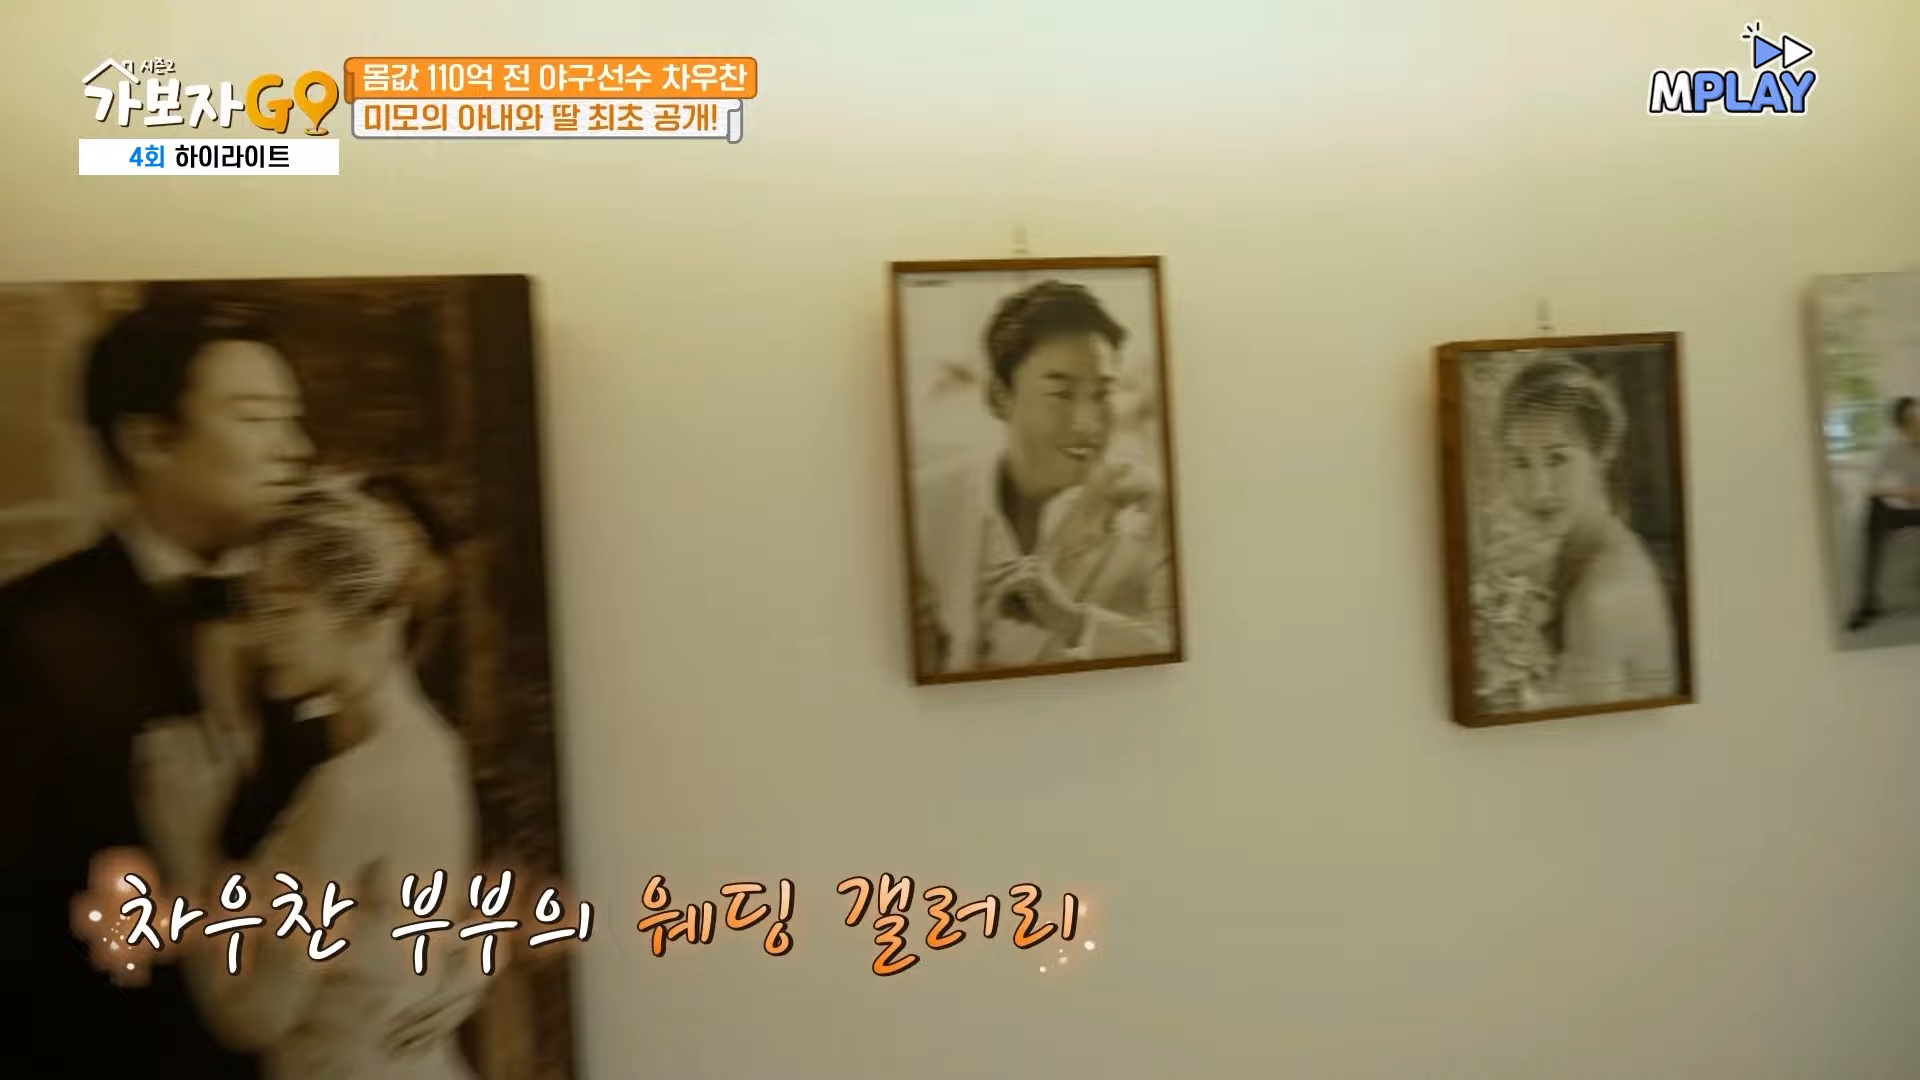 시즌2
가보자GO
4회 하이라이트
몸값 110억 전 야구선수 차우찬
미모의 아내와 딸 최초 공개!
MPLAY
차우찬 부부의 웨딩 갤러리